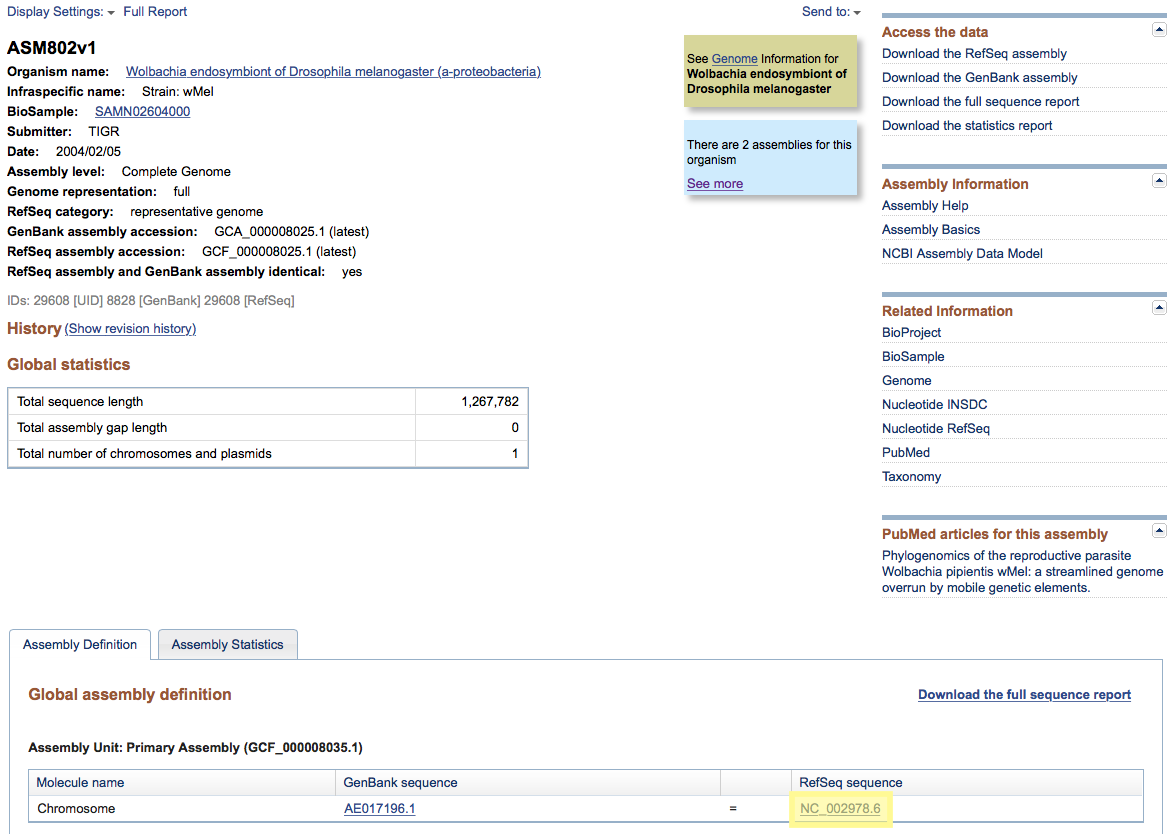 Display Settings: Full Report
Send to:
ASM802v1
Organism name: Wolbachia endosymbiont of Drosophila melanogaster (a-proteobacteria)
Infraspecific name: Strain: wMel
BioSample: SAMN02604000
Submitter: TIGR
Date: 2004/02/05
Assembly level: Complete Genome
Genome representation: full
RefSeq category: representative genome
GenBank assembly accession: GCA_000008025.1 (latest)
RefSeq assembly accession: GCF_000008025.1 (latest)
RefSeq assembly and GenBank assembly identical: yes
IDs: 29608 [UID] 8828 [GenBank] 29608 [RefSeq]
History (Show revision history)
Global statistics
Total sequence length 1,267,782
Total assembly gap length 0
Total number of chromosomes and plasmids 1
See Genome Information for
Wolbachia endosymbiont of
Drosophila melanogaster
There are 2 assemblies for this
organism
See more
Access the data
Download the RefSeq assembly
Download the GenBank assembly
Download the full sequence report
Download the statistics report
Assembly Information
Assembly Help
Assembly Basics
NCBI Assembly Data Model
Related Information
BioProject
BioSample
Genome
Nucleotide INSDC
Nucleotide RefSeq
PubMed
Taxonomy
PubMed articles for this assembly
Phylogenomics of the reproductive parasite
Wolbachia pipientis wMel: a streamlined genome
overrun by mobile genetic elements.
Assembly Definition
Assembly Statistics
Global assembly definition
Download the full sequence report
Assembly Unit: Primary Assembly (GCF_000008035.1)
Molecule name GenBank sequence RefSeq sequence
Chromosome AE017196.1 = NC_002978.6